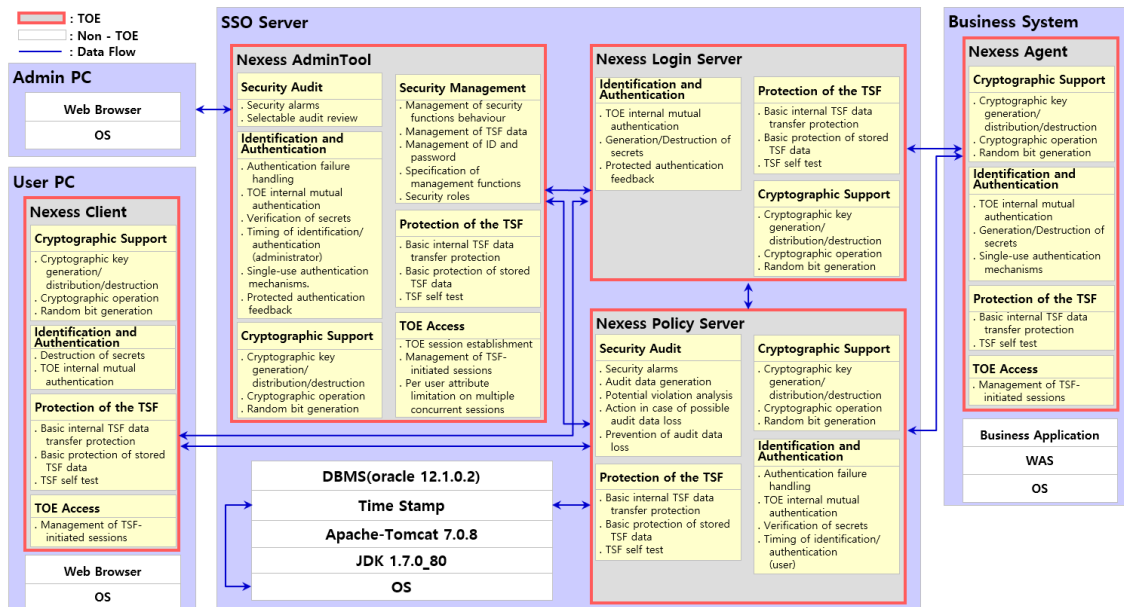 : TOE
: Non - TOE
: Data Flow
Admin PC
Web Browser
OS
User PC
Nexess Client
Cryptographic Support
. Cryptographic key
generation/
distribution/destruction
. Cryptographic operation
. Random bit generation
Identification and
Authentication
. Destruction of secrets
. TOE internal mutual
authentication
Protection of the TSF
. Basic internal TSF data
transfer protection
. Basic protection of stored
TSF data
. TSF self test
TOE Access
. Management of TSF-
initiated sessions
Web Browser
OS
SSO Server
Nexess AdminTool
Security Audit
. Security alarms
. Selectable audit review
Identification and
Authentication
. Authentication failure
handling
. TOE internal mutual
authentication
. Verification of secrets
. Timing of identification/
authentication
(administrator)
. Single-use authentication
mechanisms.
. Protected authentication
feedback
Cryptographic Support
. Cryptographic key
generation/
distribution/destruction
. Cryptographic operation
. Random bit generation
Security Management
. Management of security
functions behaviour
. Management of TSF data
. Management of ID and
password
. Specification of
management functions
. Security roles
Protection of the TSF
. Basic internal TSF data
transfer protection
. Basic protection of stored
TSF data
. TSF self test
TOE Access
. TOE session establishment
. Management of TSF-
initiated sessions
. Per user attribute
limitation on multiple
concurrent sessions
DBMS(oracle 12.1.0.2)
Time Stamp
Apache-Tomcat 7.0.8
JDK 1.7.0_80
OS
Nexess Login Server
Identification and
Authentication
. TOE internal mutual
authentication
. Generation/Destruction of
secrets
. Protected authentication
feedback
Protection of the TSF
. Basic internal TSF data
transfer protection
. Basic protection of stored
TSF data
. TSF self test
Cryptographic Support
. Cryptographic key
generation/
distribution/destruction
. Cryptographic operation
. Random bit generation
Nexess Policy Server
Security Audit
. Security alarms
. Audit data generation
. Potential violation analysis
. Action in case of possible
audit data loss
. Prevention of audit data
loss
Protection of the TSF
. Basic internal TSF data
transfer protection
. Basic protection of stored
TSF data
. TSF self test
Cryptographic Support
. Cryptographic key
generation/
distribution/destruction
. Cryptographic operation
. Random bit generation
Identification and
Authentication
. Authentication failure
handling
. TOE internal mutual
authentication
. Verification of secrets
. Timing of identification/
authentication
(user)
Business System
Nexess Agent
Cryptographic Support
. Cryptographic key
generation/
distribution/destruction
. Cryptographic operation
. Random bit generation
Identification and
Authentication
. TOE internal mutual
authentication
. Generation/Destruction of
secrets
. Single-use authentication
mechanisms
Protection of the TSF
. Basic internal TSF data
transfer protection
. TSF self test
TOE Access
. Management of TSF-
initiated sessions
Business Application
WAS
OS